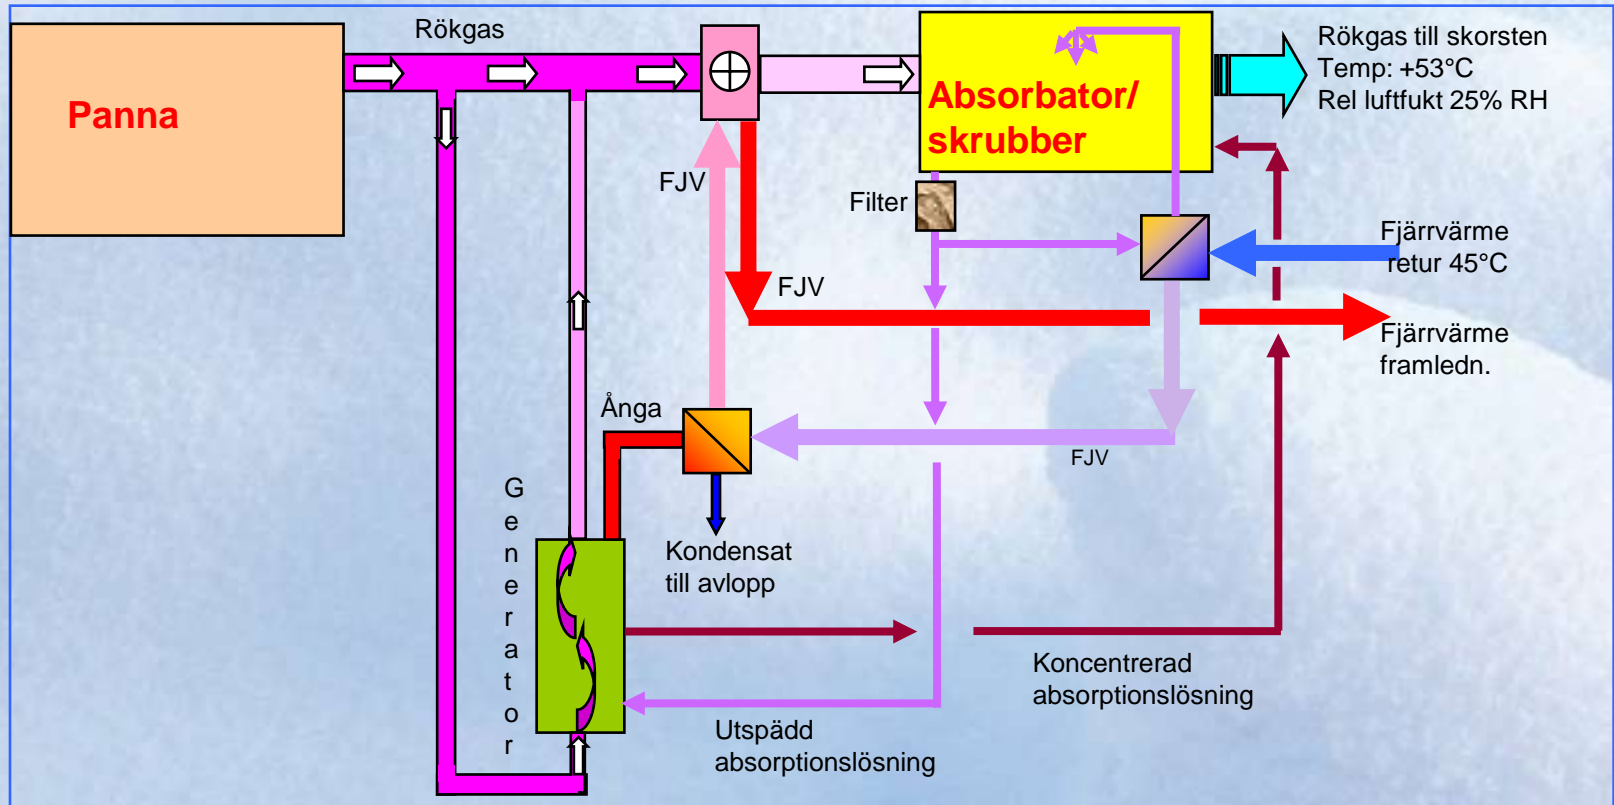 Rökgas
Panna
Absorbator/
skrubber
Rökgas till skorsten
Temp: +53°C
Rel luftfukt 25% RH
FJV
Filter
Fjärrvärme
retur 45°C
FJV
Fjärrvärme
framledn.
Ånga
FJV
Generator
Kondensat
till avlopp
Koncentrerad
absorptionslösning
Utspädd
absorptionslösning